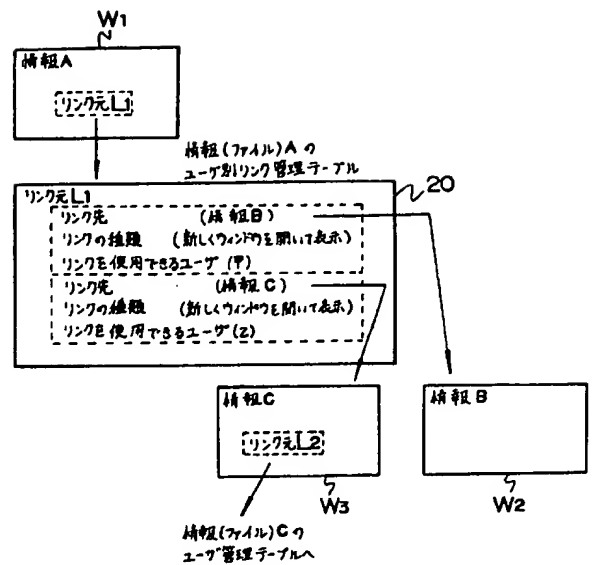 W1
情報A
リンク元L1
情報(ファイル)Aの
ユーザ別リンク管理テーブル
20
リンク元L1
リンク先 (情報B)
リンクの種類 (新しくウィンドウを開いて表示)
リンクを使用できるユーザ(甲)
リンク先 (情報C)
リンクの種類 (新しくウィンドウを開いて表示)
リンクを使用できるユーザ(乙)
情報C
リンク元L2
W3
情報B
W2
情報(ファイル)Cの
ユーザ管理テーブルへ